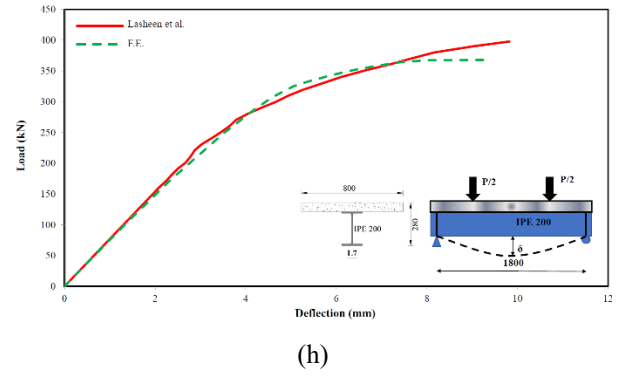 450
400
350
300
250
200
150
100
50
0
Load (kN)
Lasheen et al.
F.E.
800
IPE 200
280
L7
P/2
P/2
IPE 200
δ
1800
0
2
4
6
8
10
12
Deflection (mm)
(h)